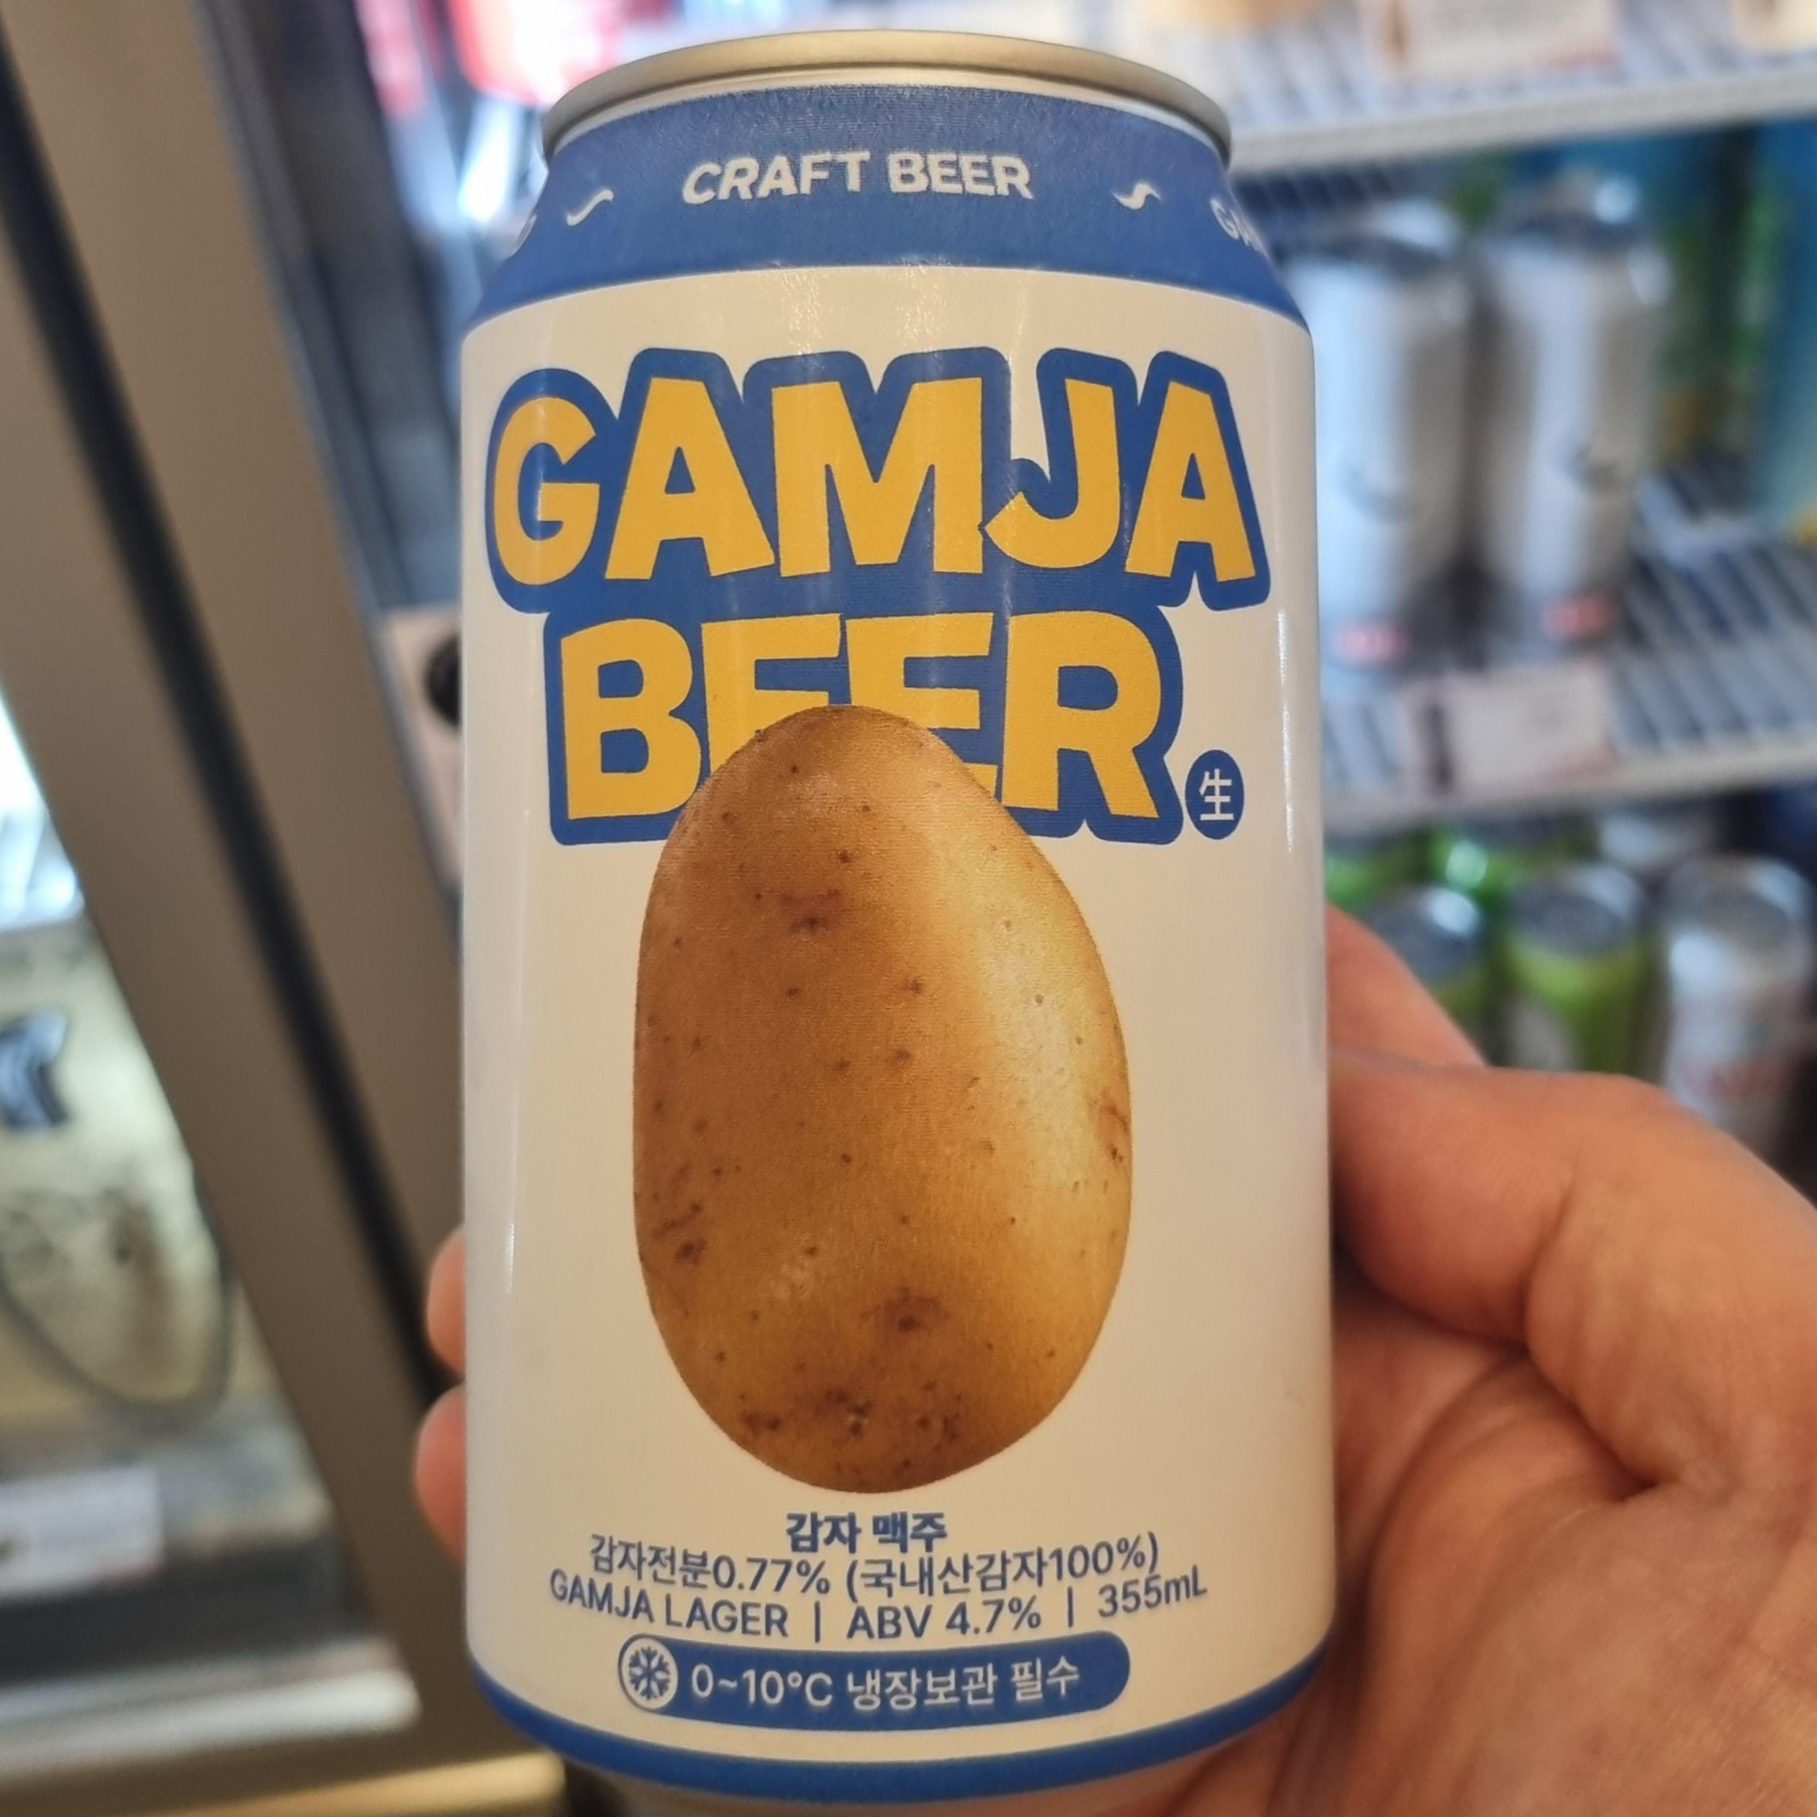 CRAFT BEER
GAMJA
BEER
生
감자 맥주
감자전분0.77% (국내산감자100%)
GAMJA LAGER | ABV 4.7% | 355mL
0~10°C 냉장보관 필수